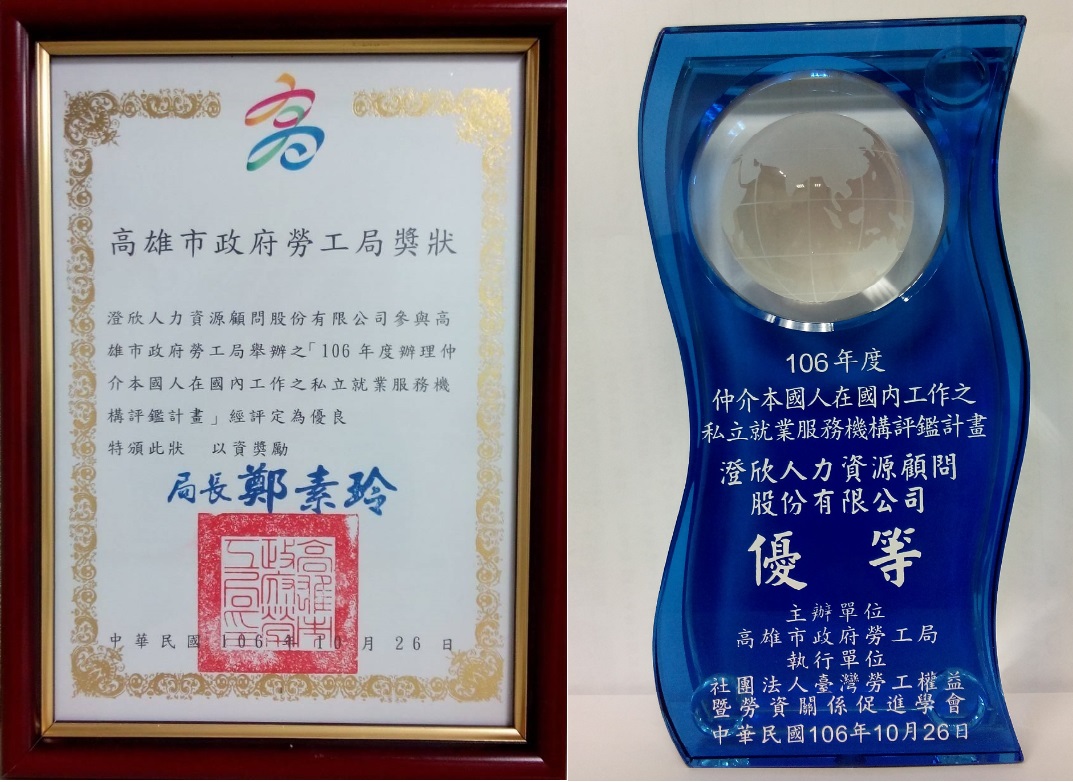 高雄市政府勞工局獎狀
澄欣人力資源顧問股份有限公司參與高
雄市政府勞工局舉辦之「106年度辦理仲
介本國人在國內工作之私立就業服務機
構評鑑計畫」經評定為優良
特頒此狀 以資獎勵
局長鄭素玲
高雄市
政府勞
工局印
中華民國106年10月26日
106年度
仲介本國人在國內工作之
私立就業服務機構評鑑計畫
澄欣人力資源顧問
股份有限公司
優等
主辦單位
高雄市政府勞工局
執行單位
社團法人臺灣勞工權益
暨勞資關係促進學會
中華民國106年10月26日